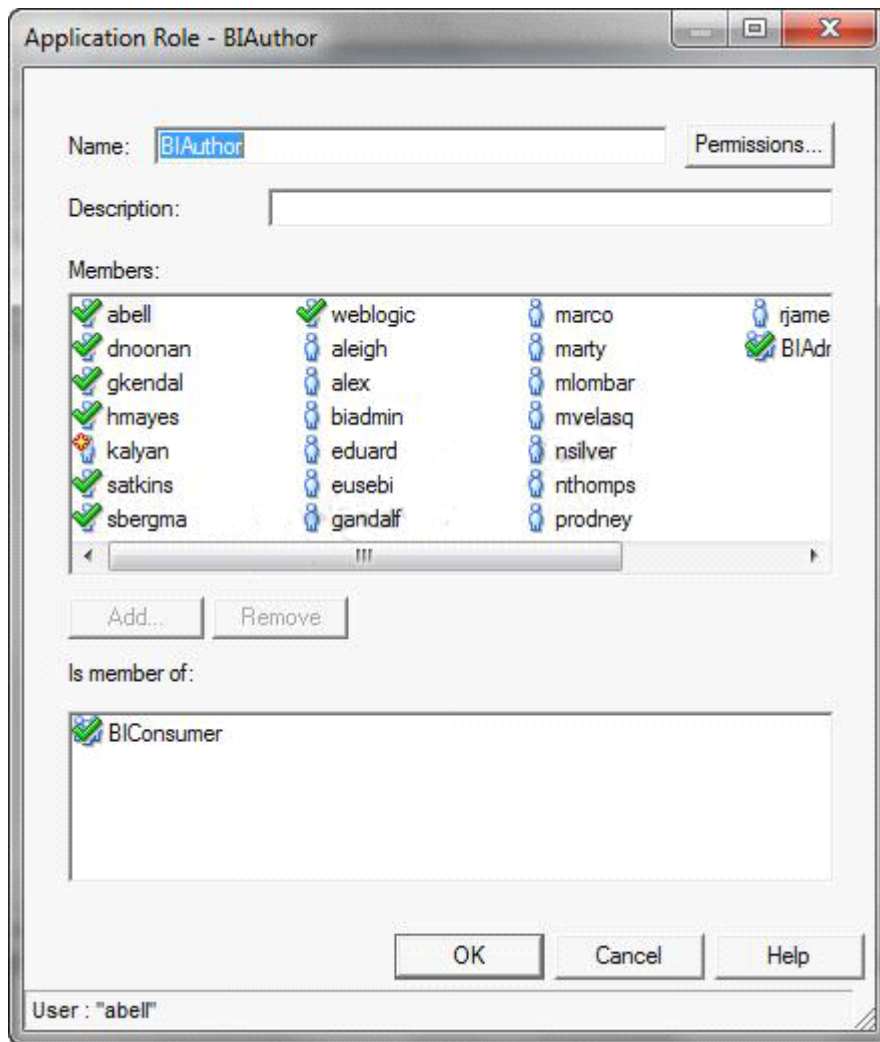 Application Role - BIAuthor
Name: BIAuthor Permissions...
Description:
Members:
abell weblogic marco rjame
dnoonan aleigh marty BIAdr
gkendal alex mlombar
hmayes biadmin mvelasq
kalyan eduard nsilver
satkins eusebi nthomps
sbergma gandalf prodney
Add... Remove
Is member of:
BIConsumer
OK Cancel Help
User : "abell"